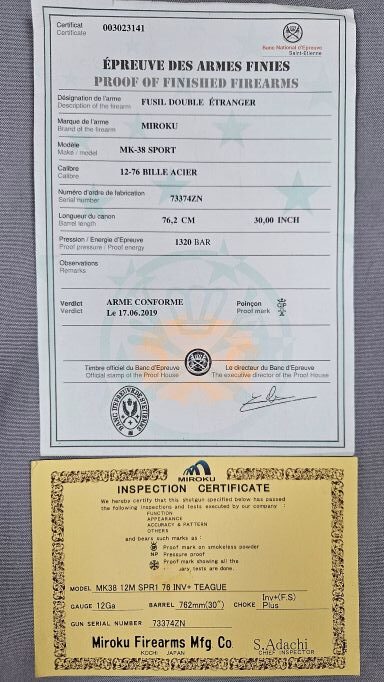 Certificat
Certificate
003023141
Banc National d'Epreuve
Saint-Étienne
ÉPREUVE DES ARMES FINIES
PROOF OF FINISHED FIREARMS
Désignation de l'arme
Description of the firearm
FUSIL DOUBLE ÉTRANGER
Marque de l'arme
Brand of the firearm
MIROKU
Modèle
Make / model
MK-38 SPORT
Calibre
Calibre
12-76 BILLE ACIER
Numéro d'ordre de fabrication
Serial number
73374ZN
Longueur du canon
Barrel length
76,2 CM
30,00 INCH
Pression / Energie d'Epreuve
Proof pressure / Proof energy
1320 BAR
Observations
Remarks
Verdict
Verdict
ARME CONFORME
Le 17.06.2019
Poinçon
Proof mark
Timbre officiel du Banc d'Epreuve
Official stamp of the Proof House
Le directeur du Banc d'Epreuve
The executive director of the Proof House
MIROKU
INSPECTION CERTIFICATE
This is to certify that this shotgun specified below has passed
the following inspections and tests executed by our company :
FUNCTION
APPEARANCE
ACCURACY & PATTERN
OTHERS
and bears such marks as :
Proof mark on smokeless powder
NP Pressure proof
Proof mark showing all the
tests are done.
MODEL MK38 12M SPR1 76 INV+ TEAGUE
GAUGE 12Ga BARREL 762mm(30") CHOKE Inv+(F.S) Plus
GUN SERIAL NUMBER 73374ZN
Miroku Firearms Mfg Co.
KOCHI JAPAN
S.Adachi
CHIEF INSPECTOR